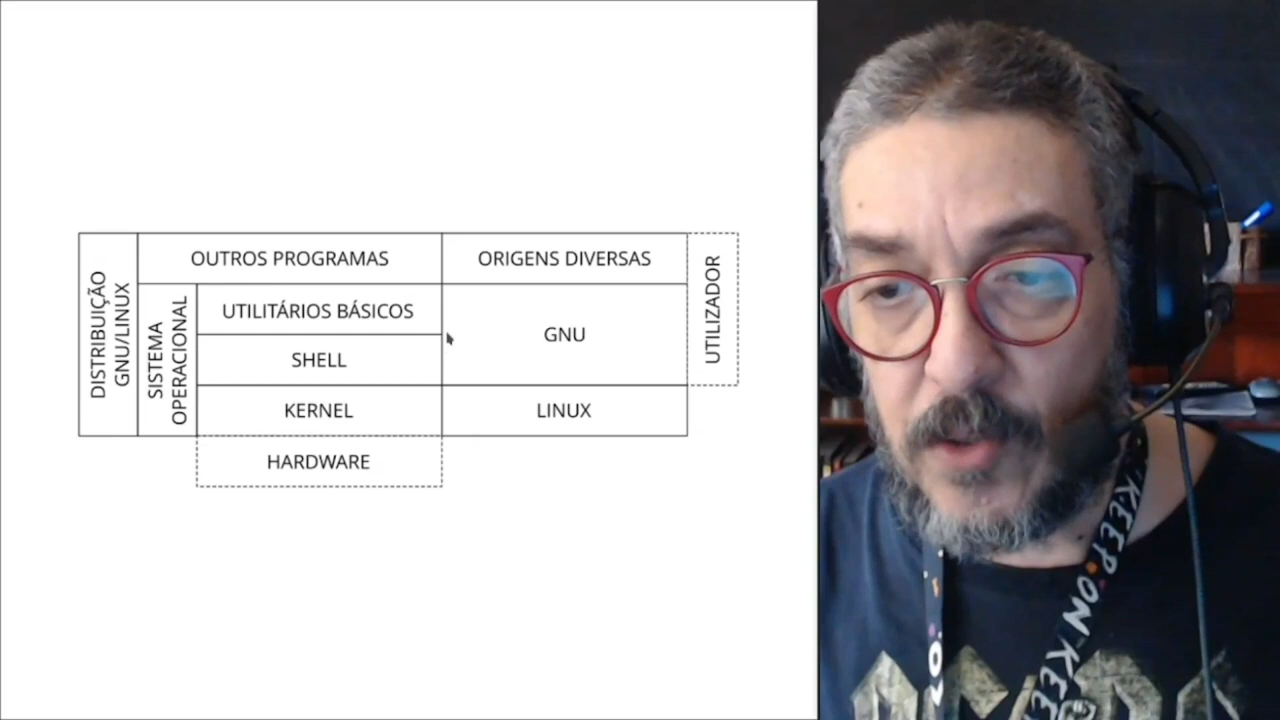 DISTRIBUIÇÃO
GNU/LINUX
SISTEMA
OPERACIONAL
OUTROS PROGRAMAS
ORIGENS DIVERSAS
UTILITÁRIOS BÁSICOS
GNU
SHELL
KERNEL
LINUX
HARDWARE
UTILIZADOR
KEEP ON KEE